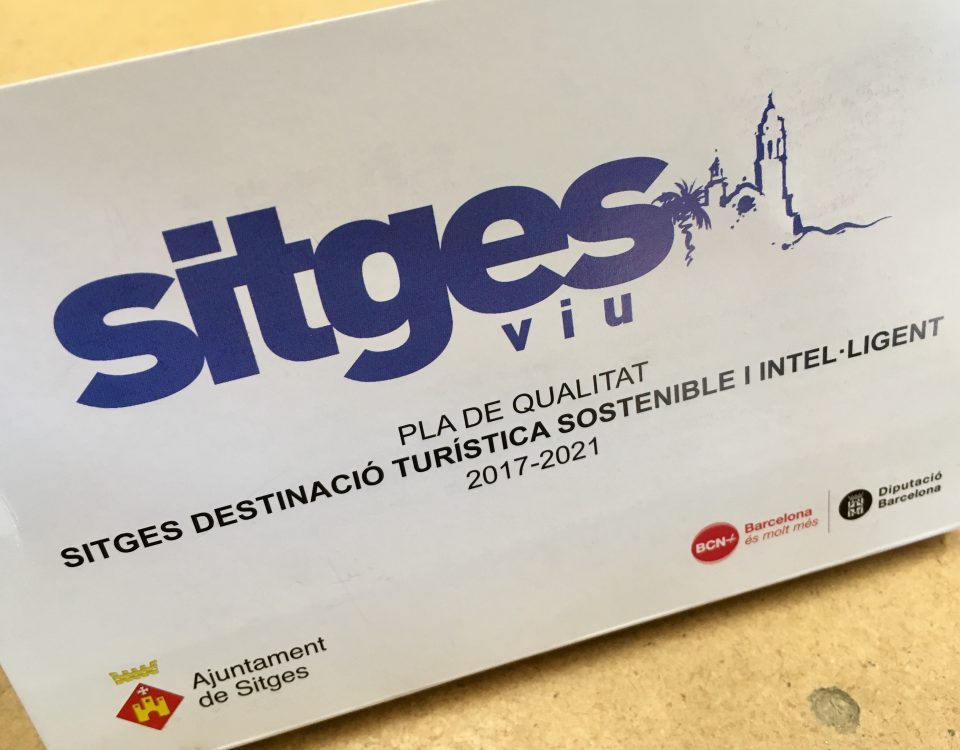 sitges
viu
PLA DE QUALITAT
SITGES DESTINACIÓ TURÍSTICA SOSTENIBLE I INTEL·LIGENT
2017-2021
BCN+
Barcelona
és molt més
Diputació
Barcelona
Ajuntament
de Sitges